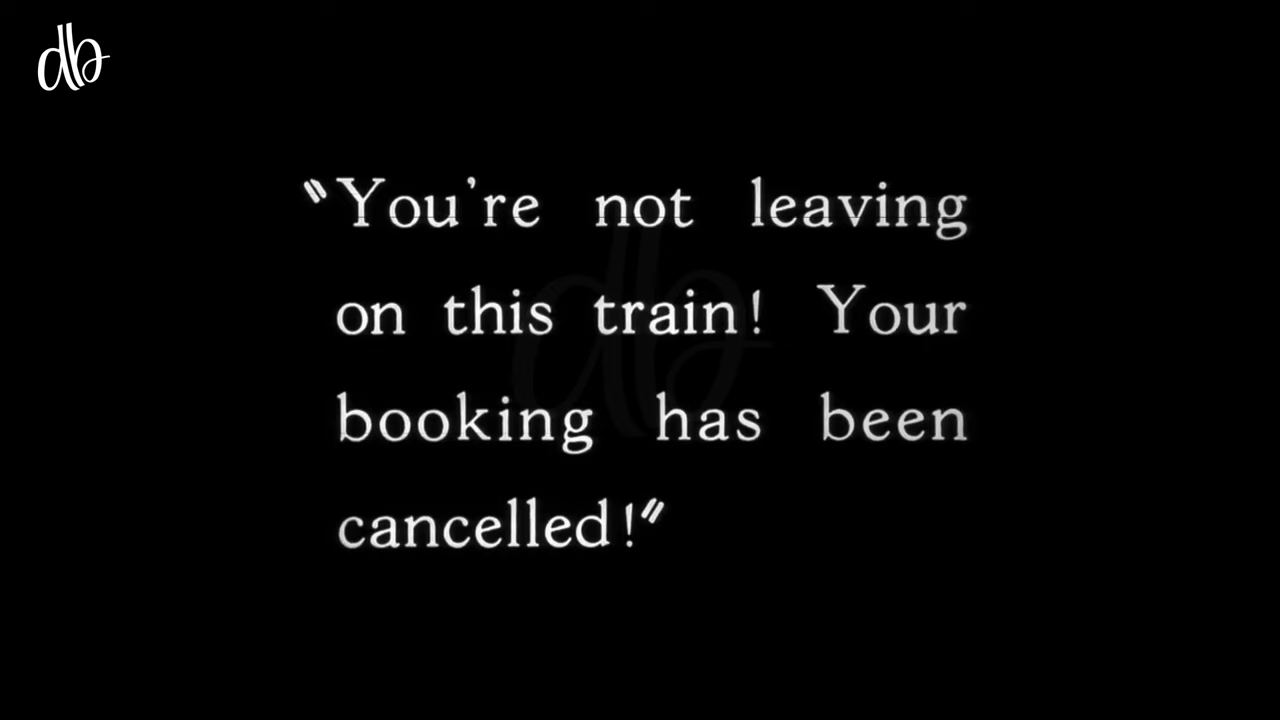 db
"You're not leaving
on this train! Your
booking has been
cancelled!"